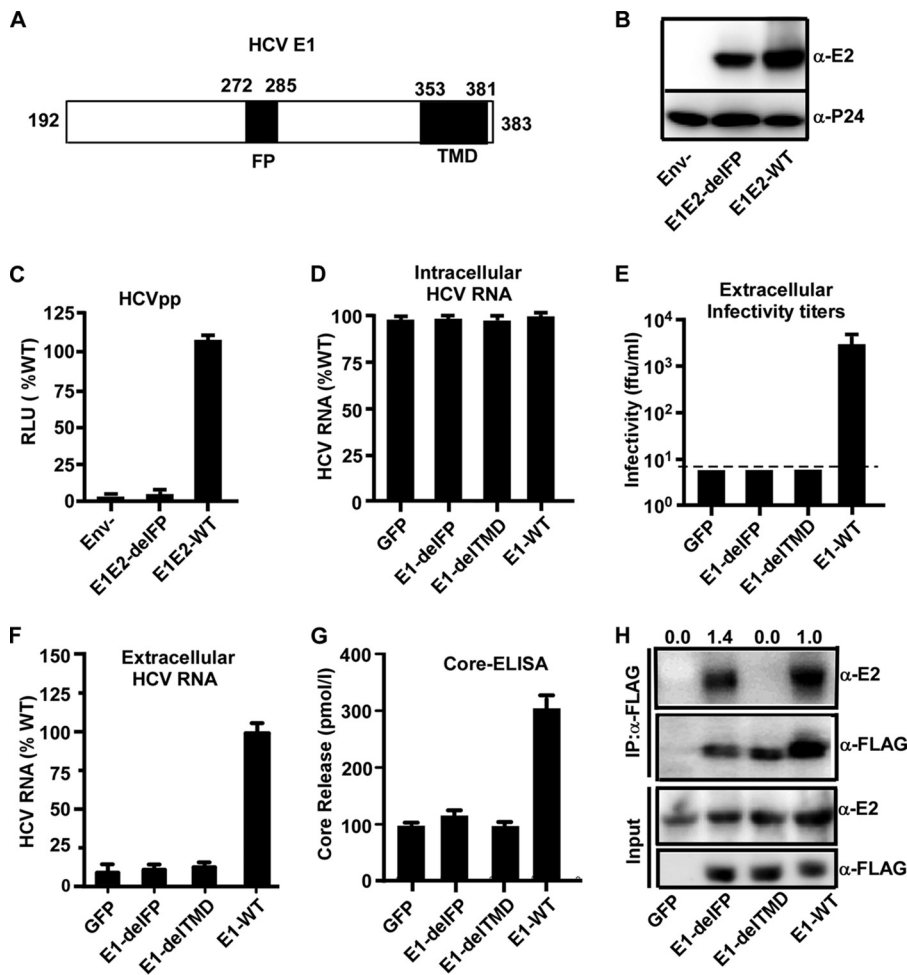 A
HCV E1
272 285
353 381
192
383
FP
TMD
B
α-E2
α-P24
Env-
E1E2-delFP
E1E2-WT
C
HCVpp
RLU ( %WT)
125
100
75
50
25
0
Env-
E1E2-delFP
E1E2-WT
D
Intracellular
HCV RNA
HCV RNA (%WT)
100
75
50
25
0
GFP
E1-delFP
E1-delTMD
E1-WT
E
Extracellular
Infectivity titers
Infectivity (ffu/ml)
10⁴
10³
10²
10¹
10⁰
GFP
E1-delFP
E1-delTMD
E1-WT
F
Extracellular
HCV RNA
HCV RNA (% WT)
150
125
100
75
50
25
0
GFP
E1-delFP
E1-delTMD
E1-WT
G
Core-ELISA
Core Release (pmol/l)
400
300
200
100
0
GFP
E1-delFP
E1-delTMD
E1-WT
H
0.0 1.4 0.0 1.0
IP:α-FLAG
α-E2
α-FLAG
Input
α-E2
α-FLAG
GFP
E1-delFP
E1-delTMD
E1-WT